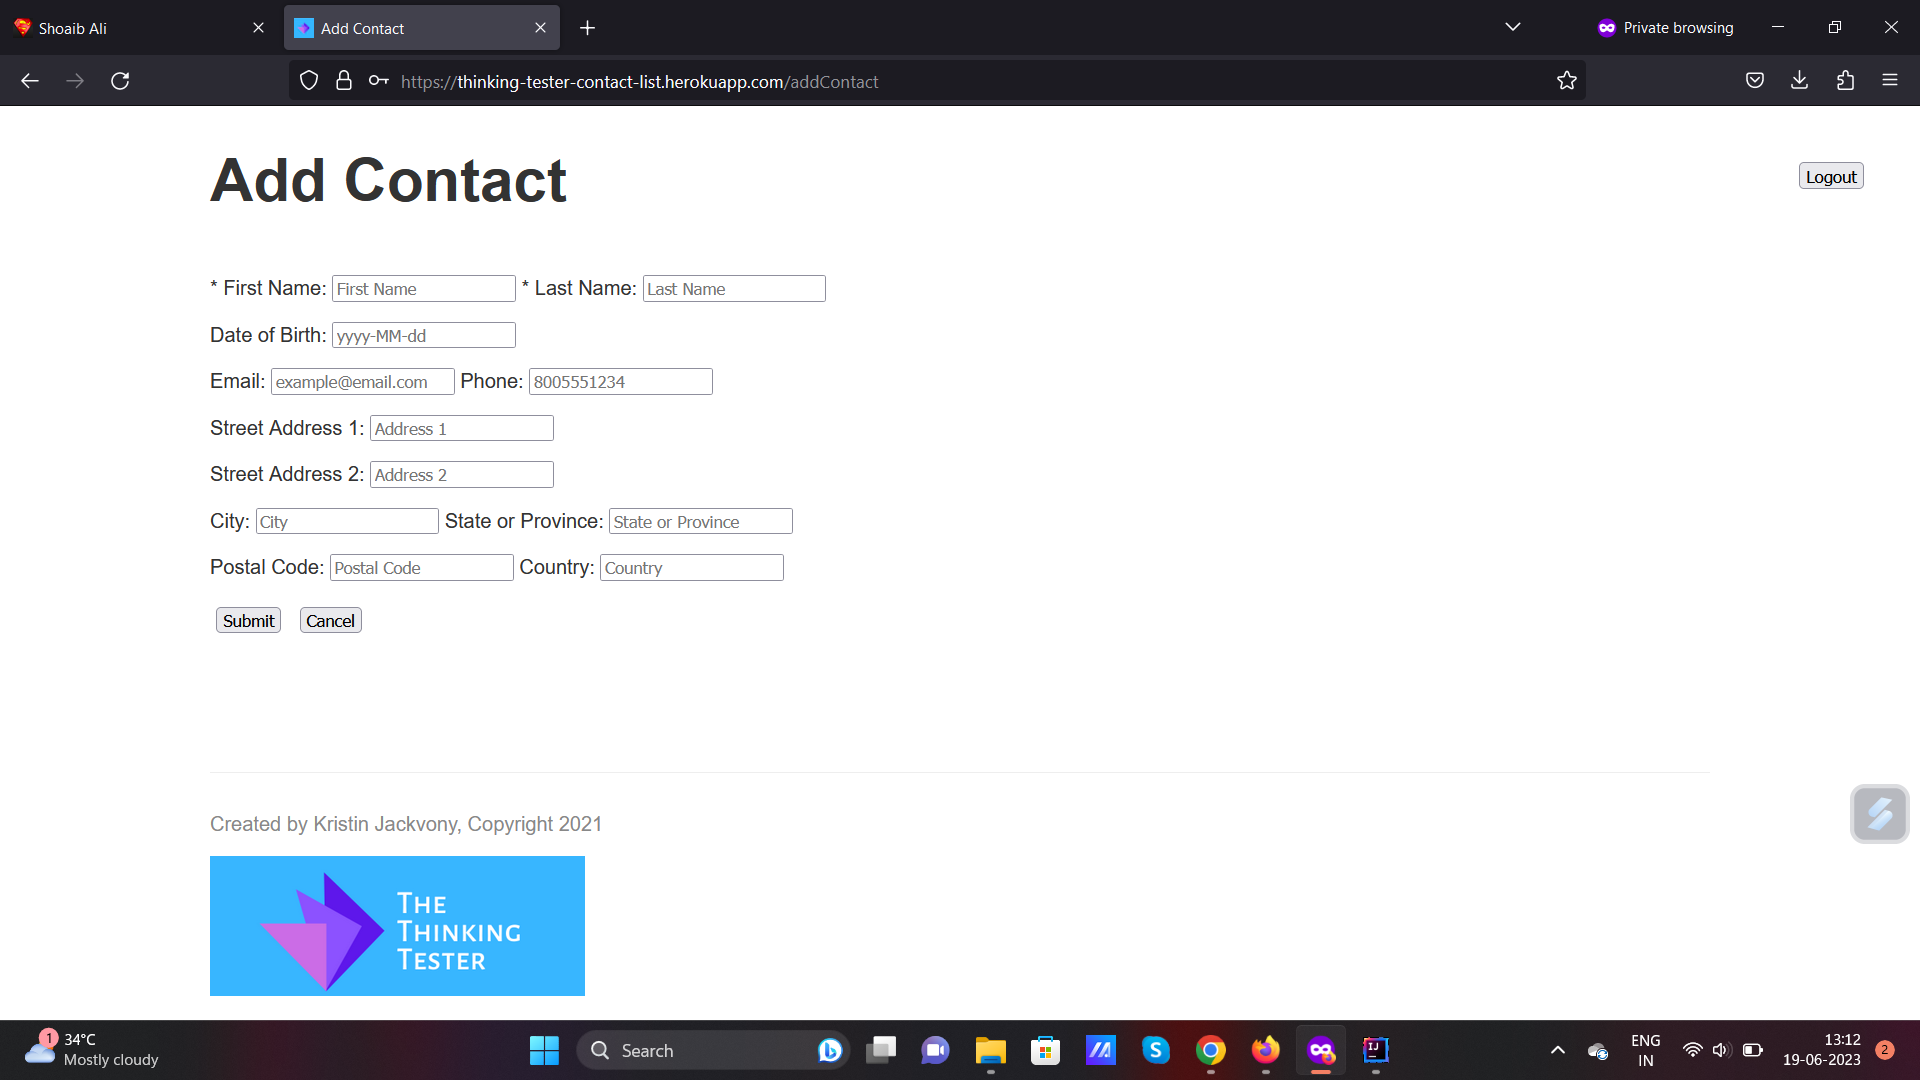 Shoaib Ali
Add Contact
Private browsing
https://thinking-tester-contact-list.herokuapp.com/addContact
Add Contact
Logout
* First Name: First Name * Last Name: Last Name
Date of Birth: yyyy-MM-dd
Email: example@email.com Phone: 8005551234
Street Address 1: Address 1
Street Address 2: Address 2
City: City State or Province: State or Province
Postal Code: Postal Code Country: Country
Submit Cancel
Created by Kristin Jackvony, Copyright 2021
THE
THINKING
TESTER
1 34°C
Mostly cloudy
Search
S
IJ
ENG
IN
13:12
19-06-2023
2